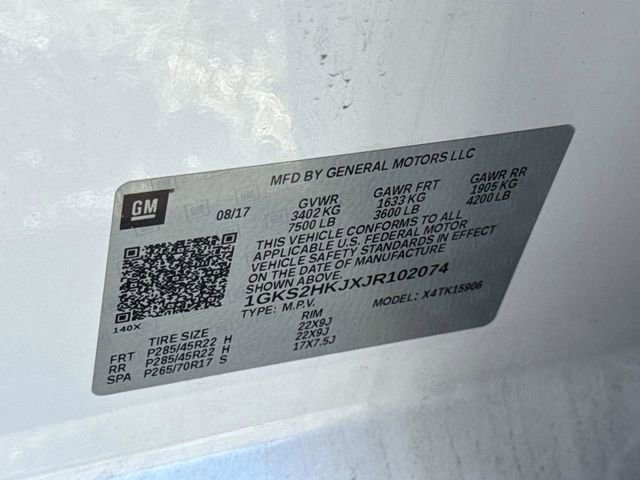 MFD BY GENERAL MOTORS LLC
GM
08/17 GVWR GAWR FRT GAWR RR
3402 KG 1633 KG 1905 KG
7500 LB 3600 LB 4200 LB
THIS VEHICLE CONFORMS TO ALL
APPLICABLE U.S. FEDERAL MOTOR
VEHICLE SAFETY STANDARDS IN EFFECT
ON THE DATE OF MANUFACTURE
SHOWN ABOVE.
1GKS2HKJXJR102074
140X TYPE: M.P.V. MODEL: X4TK15906
TIRE SIZE RIM
FRT P285/45R22 H 22X9J
RR P285/45R22 H 22X9J
SPA P265/70R17 S 17X7.5J